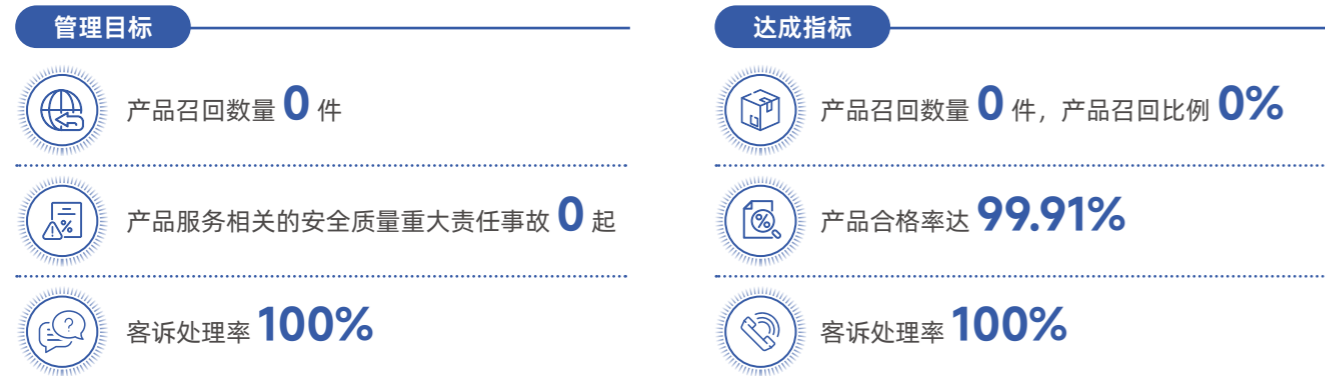 管理目标
产品召回数量 0 件
产品服务相关的安全质量重大责任事故 0 起
客诉处理率 100%
达成指标
产品召回数量 0 件，产品召回比例 0%
产品合格率达 99.91%
客诉处理率 100%